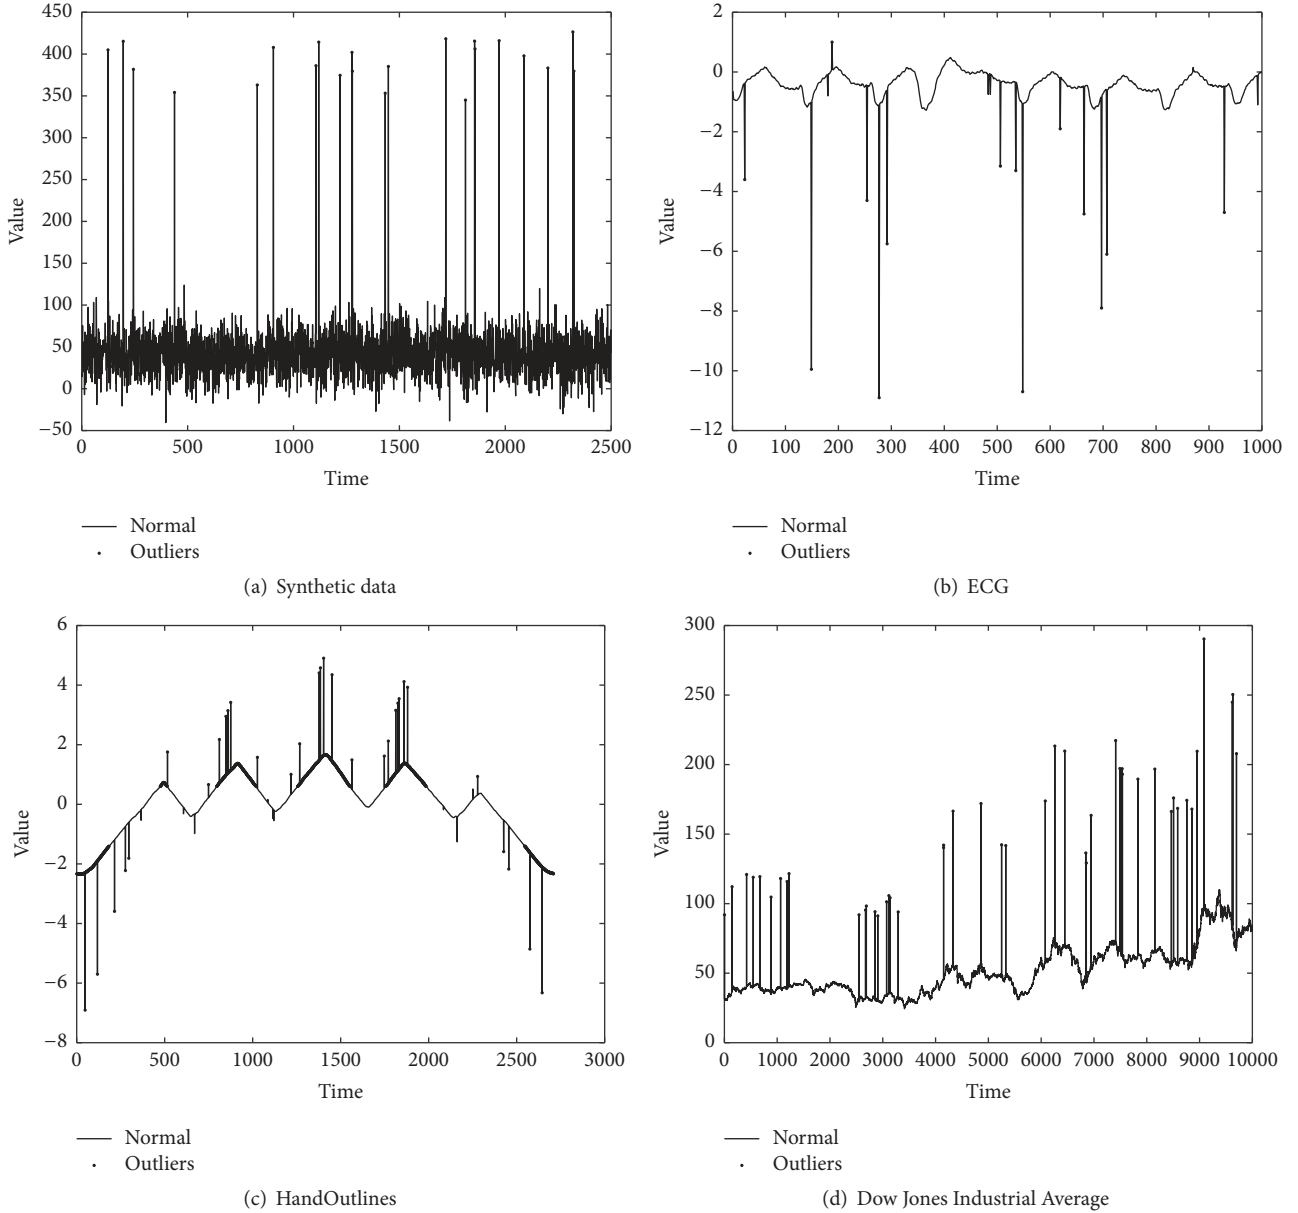 450
400
350
300
250
200
150
100
50
0
−50
Value
0 500 1000 1500 2000 2500
Time
Normal
Outliers
(a) Synthetic data
2
0
−2
−4
−6
−8
−10
−12
Value
0 100 200 300 400 500 600 700 800 900 1000
Time
Normal
Outliers
(b) ECG
6
4
2
0
−2
−4
−6
−8
Value
0 500 1000 1500 2000 2500 3000
Time
Normal
Outliers
(c) HandOutlines
300
250
200
150
100
50
0
Value
0 1000 2000 3000 4000 5000 6000 7000 8000 9000 10000
Time
Normal
Outliers
(d) Dow Jones Industrial Average